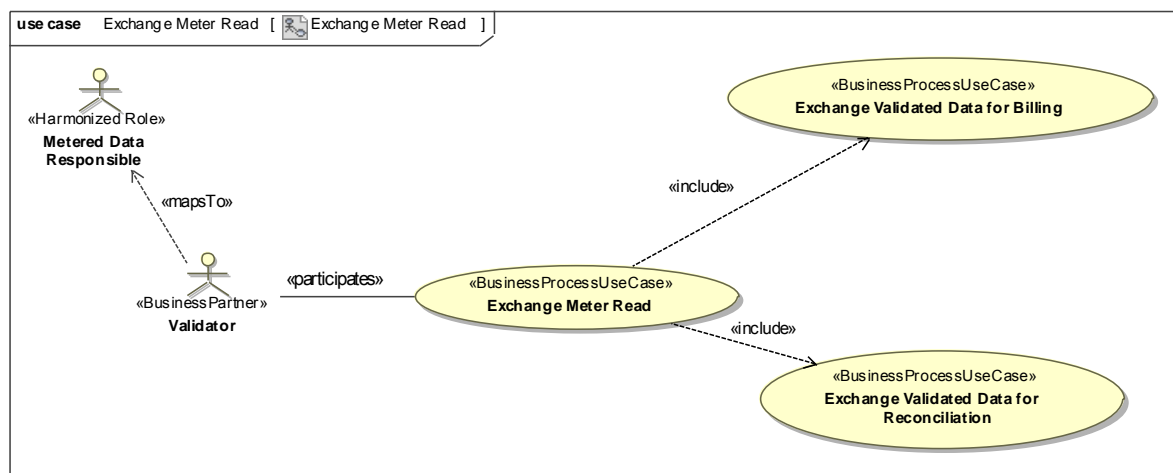 use case Exchange Meter Read [ Exchange Meter Read ]
«Harmonized Role»
Metered Data
Responsible
«mapsTo»
«BusinessPartner»
Validator
«participates»
«BusinessProcessUseCase»
Exchange Meter Read
«include»
«BusinessProcessUseCase»
Exchange Validated Data for Billing
«include»
«BusinessProcessUseCase»
Exchange Validated Data for
Reconciliation